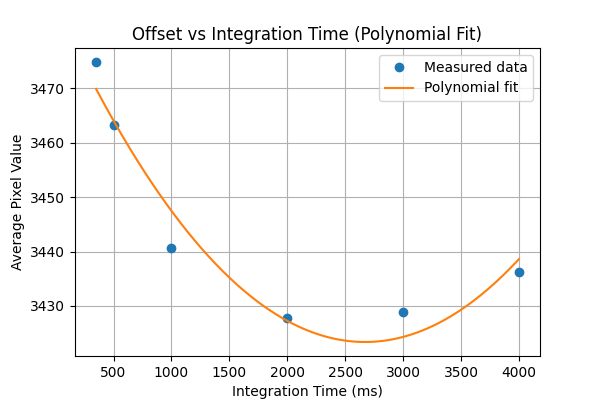 Offset vs Integration Time (Polynomial Fit)
Measured data
Polynomial fit
Average Pixel Value
3470
3460
3450
3440
3430
500 1000 1500 2000 2500 3000 3500 4000
Integration Time (ms)